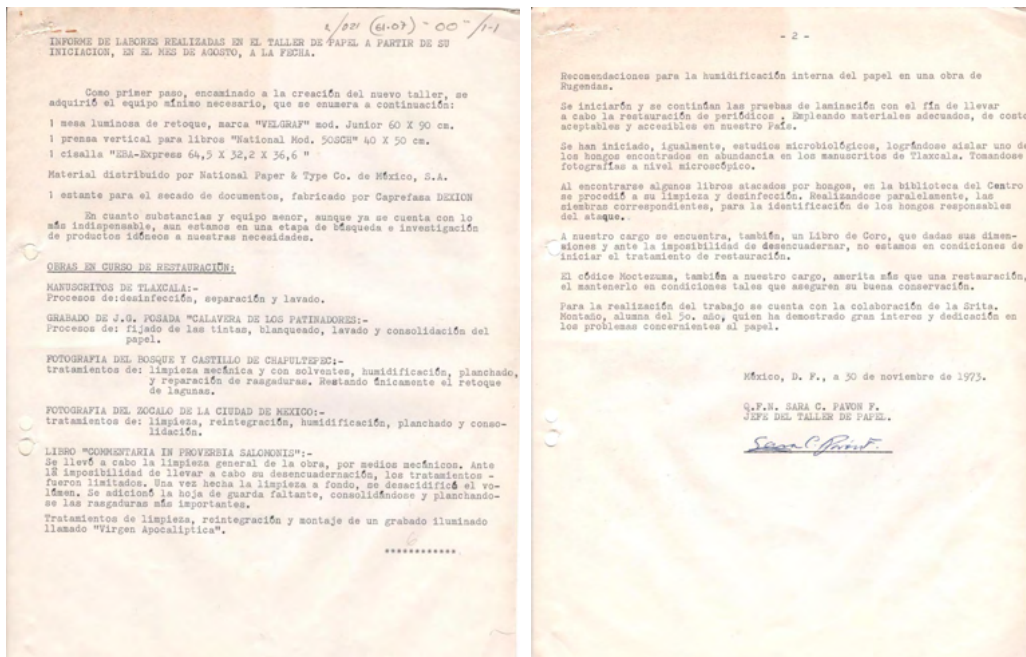 2/021 (61-07) "-00"/1-1
INFORME DE LABORES REALIZADAS EN EL TALLER DE PAPEL A PARTIR DE SU
INICIACION, EN EL MES DE AGOSTO, A LA FECHA.
Como primer paso, encaminado a la creación del nuevo taller, se
adquirió el equipo mínimo necesario, que se enumera a continuación:
1 mesa luminosa de retoque, marca "VELGRAF" mod. Junior 60 X 90 cm.
1 prensa vertical para libros "National Mod. 50SCH" 40 X 50 cm.
1 cisalla "EBA-Express 64,5 X 32,2 X 36,6 "
Material distribuido por National Paper & Type Co. de México, S.A.
1 estante para el secado de documentos, fabricado por Caprefama DEXION
En cuanto substancias y equipo menor, aunque ya se cuenta con lo
más indispensable, aun estamos en una etapa de búsqueda e investigación
de productos idóneos a nuestras necesidades.
OBRAS EN CURSO DE RESTAURACIÓN:
MANUSCRITOS DE TLAXCALA:-
Procesos de:desinfección, separación y lavado.
GRABADO DE J.G. POSADA "CALAVERA DE LOS PATINADORES:-
Procesos de: fijado de las tintas, blanqueado, lavado y consolidación del
papel.
FOTOGRAFIA DEL BOSQUE Y CASTILLO DE CHAPULTEPEC:-
tratamientos de: limpieza mecánica y con solventes, humidificación, planchado,
y reparación de rasgaduras. Restando únicamente el retoque
de lagunas.
FOTOGRAFIA DEL ZOCALO DE LA CIUDAD DE MEXICO:-
tratamientos de: limpieza, reintegración, humidificación, planchado y conso-
lidación.
LIBRO "COMMENTARIA IN PROVERBIA SALOMONIS":-
Se llevó a cabo la limpieza general de la obra, por medios mecánicos. Ante
la imposibilidad de llevar a cabo su desencuadernación, los tratamientos -
fueron limitados. Una vez hecha la limpieza a fondo, se desacidificó el vo-
lúmen. Se adicionó la hoja de guarda faltante, consolidándose y planchando-
se las rasgaduras más importantes.
Tratamientos de limpieza, reintegración y montaje de un grabado iluminado
llamado "Virgen Apocaliptica".
************
- 2 -
Recomendaciones para la humidificación interna del papel en una obra de
Rugendas.
Se iniciarón y se continúan las pruebas de laminación con el fín de llevar
a cabo la restauración de periódicos . Empleando materiales adecuados, de costo
aceptables y accesibles en nuestro País.
Se han iniciado, igualmente, estudios microbiológicos, lográndose aislar uno de
los hongos encontrados en abundancia en los manuscritos de Tlaxcala. Tomandose
fotografías a nivel microscópico.
Al encontrarse algunos libros atacados por hongos, en la biblioteca del Centro
se procedió a su limpieza y desinfección. Realizandose paralelamente, las
siembras correspondientes, para la identificación de los hongos responsables
del ataque.
A nuestro cargo se encuentra, también, un Libro de Coro, que dadas sus dimen-
siones y ante la imposibilidad de desencuadernar, no estamos en condiciones de
iniciar el tratamiento de restauración.
El códice Moctezuma, también a nuestro cargo, amerita más que una restauración,
el mantenerlo en condiciones tales que aseguren su buena conservación.
Para la realización del trabajo se cuenta con la colaboración de la Srita.
Montaño, alumna del 5o. año, quien ha demostrado gran interes y dedicación en
los problemas concernientes al papel.
México, D. F., a 30 de noviembre de 1973.
Q.F.N. SARA C. PAVON F.
JEFE DEL TALLER DE PAPEL.
Sara C. Pavon F.